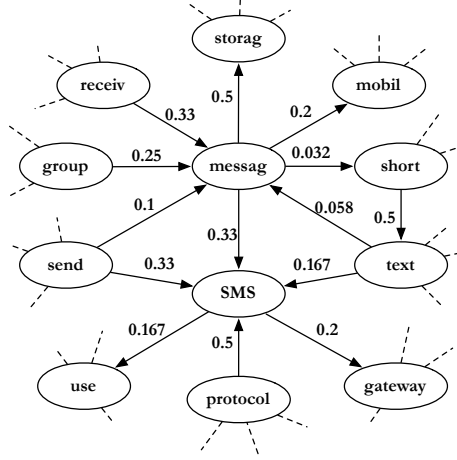 storag
receiv
mobil
0.5
0.2
0.33
group
0.25
messag
0.032
short
0.1
0.058
0.5
0.33
send
0.33
0.167
text
SMS
0.167
0.2
0.5
use
protocol
gateway